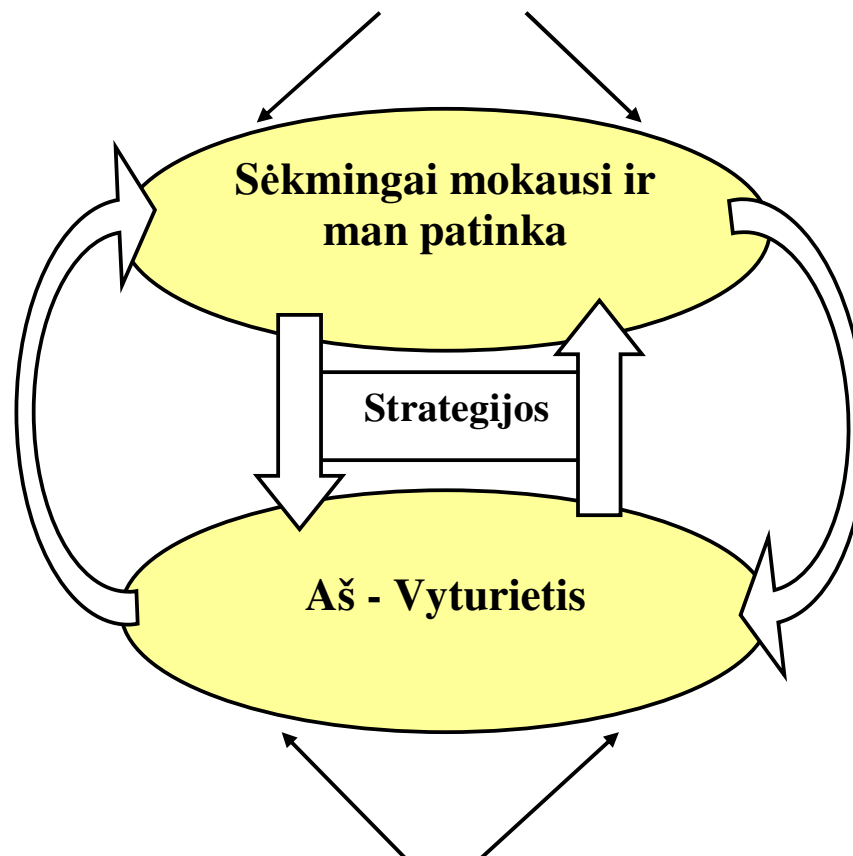 Sėkmingai mokausi ir
man patinka
Strategijos
Aš - Vyturietis